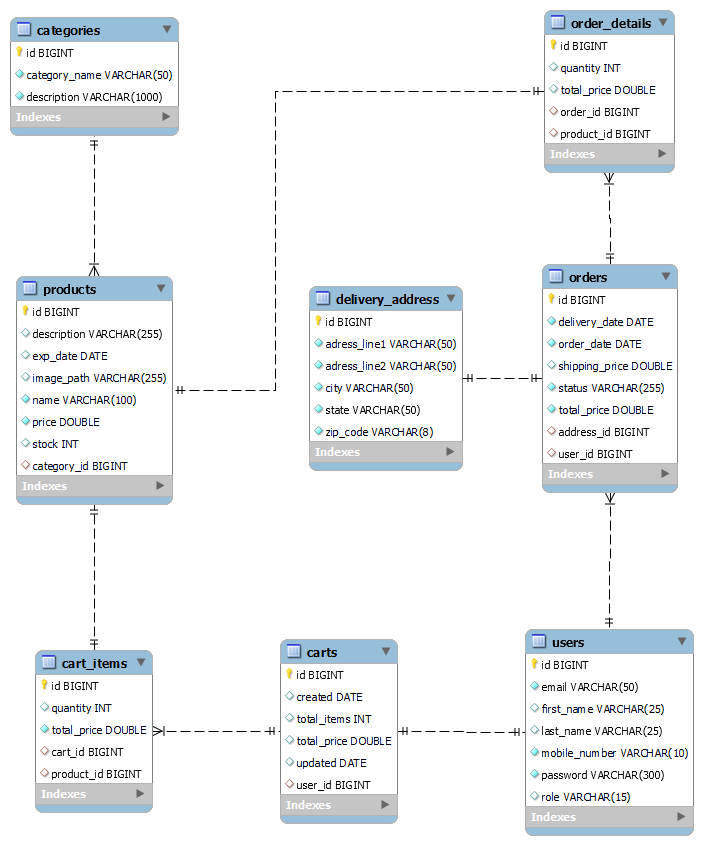 categories
id BIGINT
category_name VARCHAR(50)
description VARCHAR(1000)
Indexes
order_details
id BIGINT
quantity INT
total_price DOUBLE
order_id BIGINT
product_id BIGINT
Indexes
products
id BIGINT
description VARCHAR(255)
exp_date DATE
image_path VARCHAR(255)
name VARCHAR(100)
price DOUBLE
stock INT
category_id BIGINT
Indexes
delivery_address
id BIGINT
adress_line1 VARCHAR(50)
adress_line2 VARCHAR(50)
city VARCHAR(50)
state VARCHAR(50)
zip_code VARCHAR(8)
Indexes
orders
id BIGINT
delivery_date DATE
order_date DATE
shipping_price DOUBLE
status VARCHAR(255)
total_price DOUBLE
address_id BIGINT
user_id BIGINT
Indexes
cart_items
id BIGINT
quantity INT
total_price DOUBLE
cart_id BIGINT
product_id BIGINT
Indexes
carts
id BIGINT
created DATE
total_items INT
total_price DOUBLE
updated DATE
user_id BIGINT
Indexes
users
id BIGINT
email VARCHAR(50)
first_name VARCHAR(25)
last_name VARCHAR(25)
mobile_number VARCHAR(10)
password VARCHAR(300)
role VARCHAR(15)
Indexes